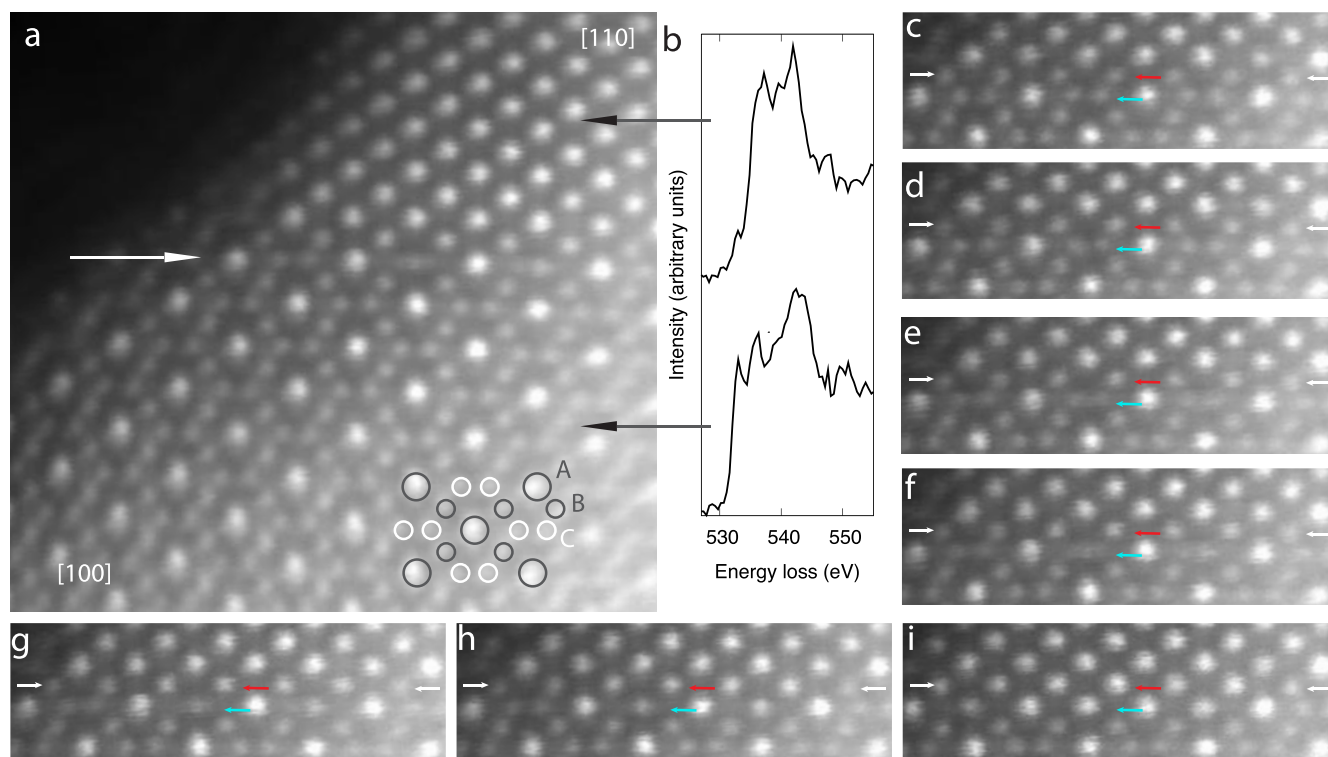 a
[110]
A
B
C
[100]
b
Intensity (arbitrary units)
530 540 550
Energy loss (eV)
c
d
e
f
g
h
i